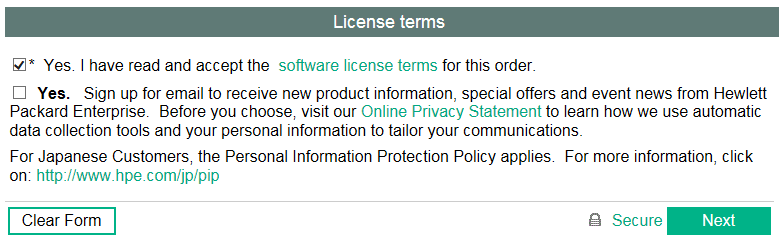 License terms
* Yes. I have read and accept the software license terms for this order.
Yes. Sign up for email to receive new product information, special offers and event news from Hewlett
Packard Enterprise. Before you choose, visit our Online Privacy Statement to learn how we use automatic
data collection tools and your personal information to tailor your communications.
For Japanese Customers, the Personal Information Protection Policy applies. For more information, click
on: http://www.hpe.com/jp/pip
Clear Form Secure Next